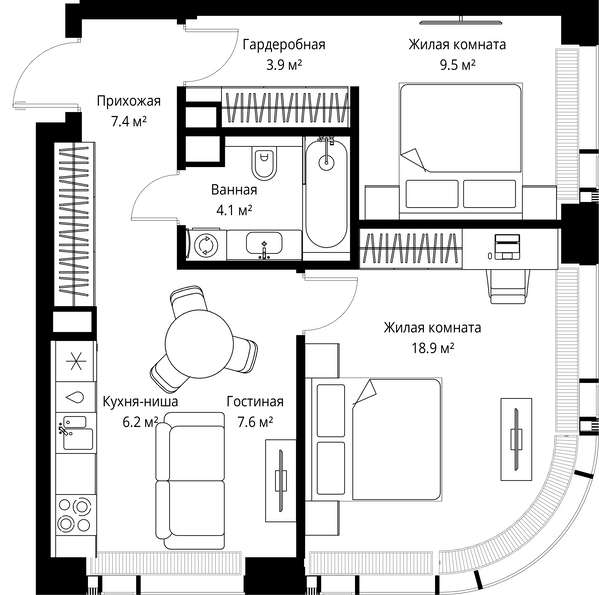 Гардеробная
3.9 м²
Жилая комната
9.5 м²
Прихожая
7.4 м²
Ванная
4.1 м²
Жилая комната
18.9 м²
Кухня-ниша
6.2 м²
Гостиная
7.6 м²